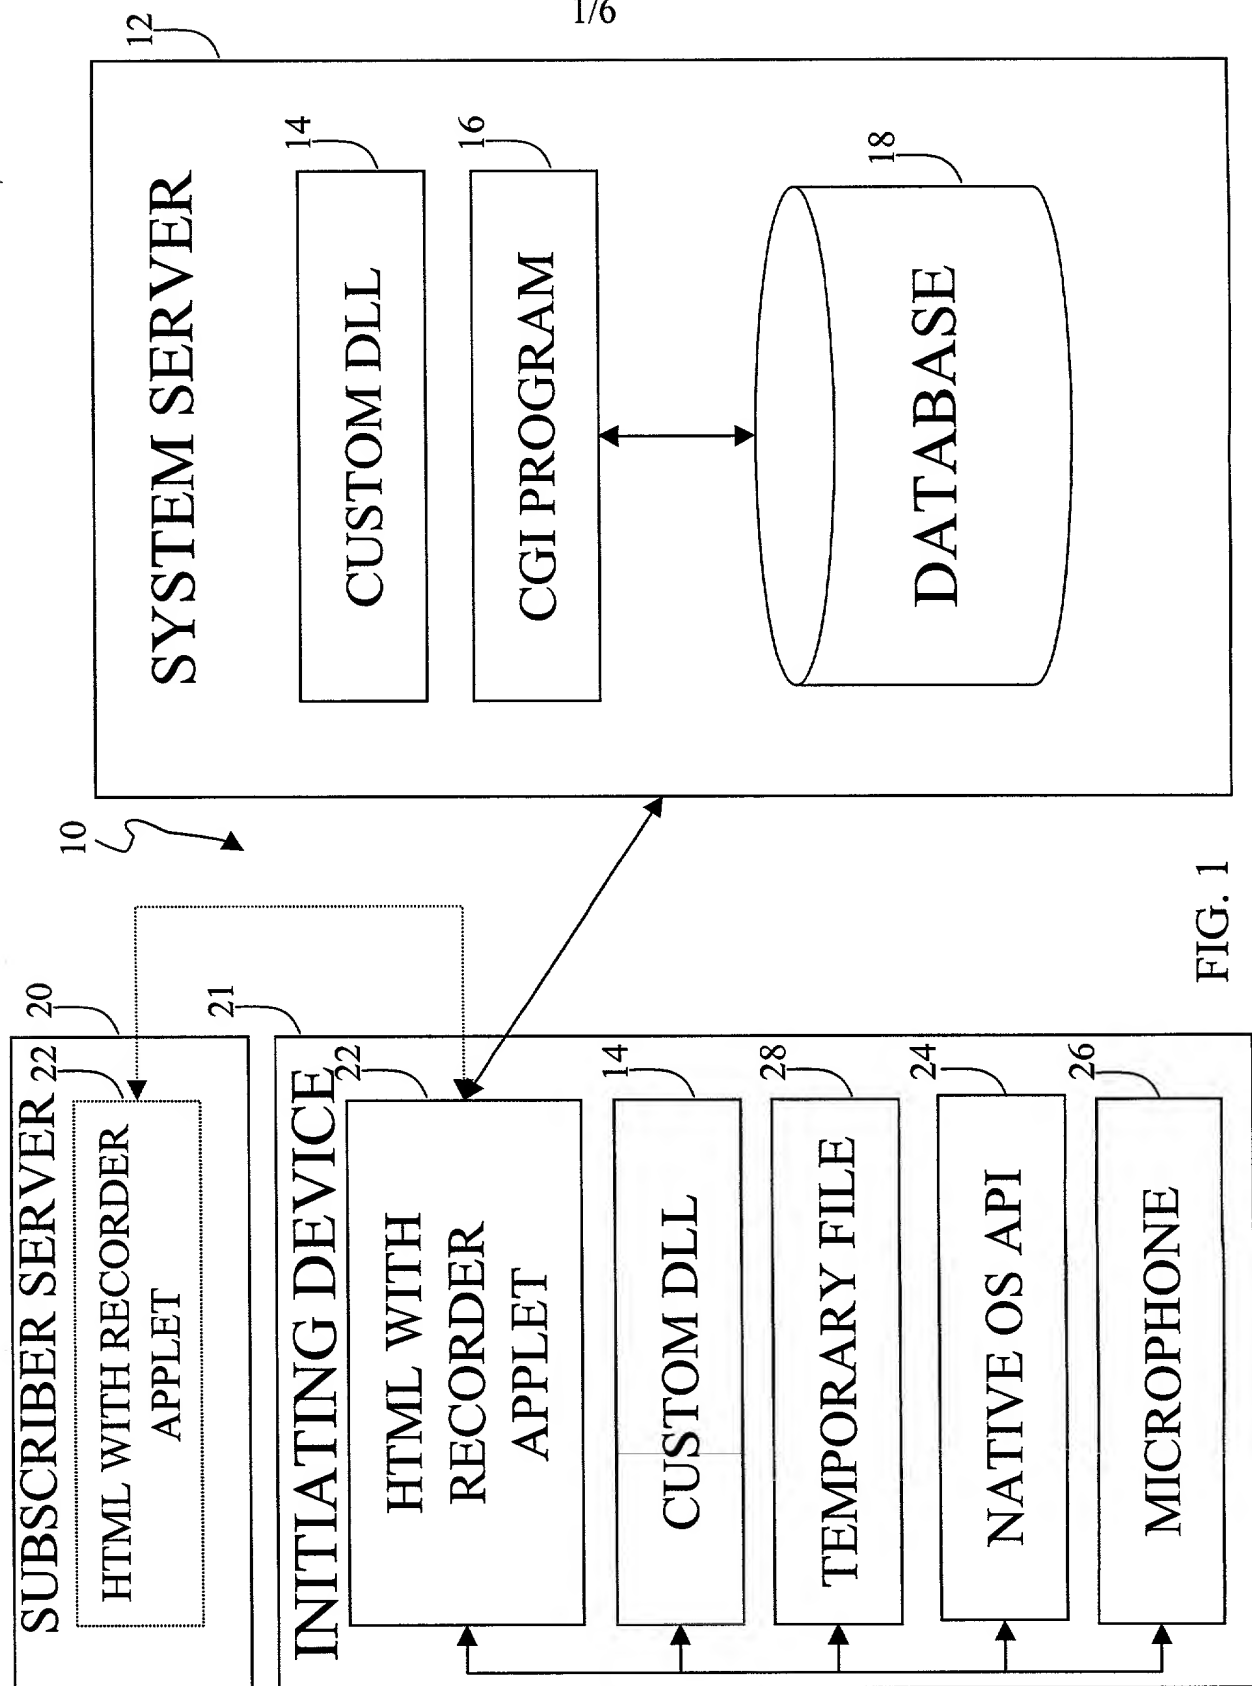 1/6
SUBSCRIBER SERVER
20
22
HTML WITH RECORDER
APPLET
INITIATING DEVICE
21
22
HTML WITH
RECORDER
APPLET
14
CUSTOM DLL
28
TEMPORARY FILE
24
NATIVE OS API
26
MICROPHONE
10
12
SYSTEM SERVER
14
CUSTOM DLL
16
CGI PROGRAM
18
DATABASE
FIG. 1